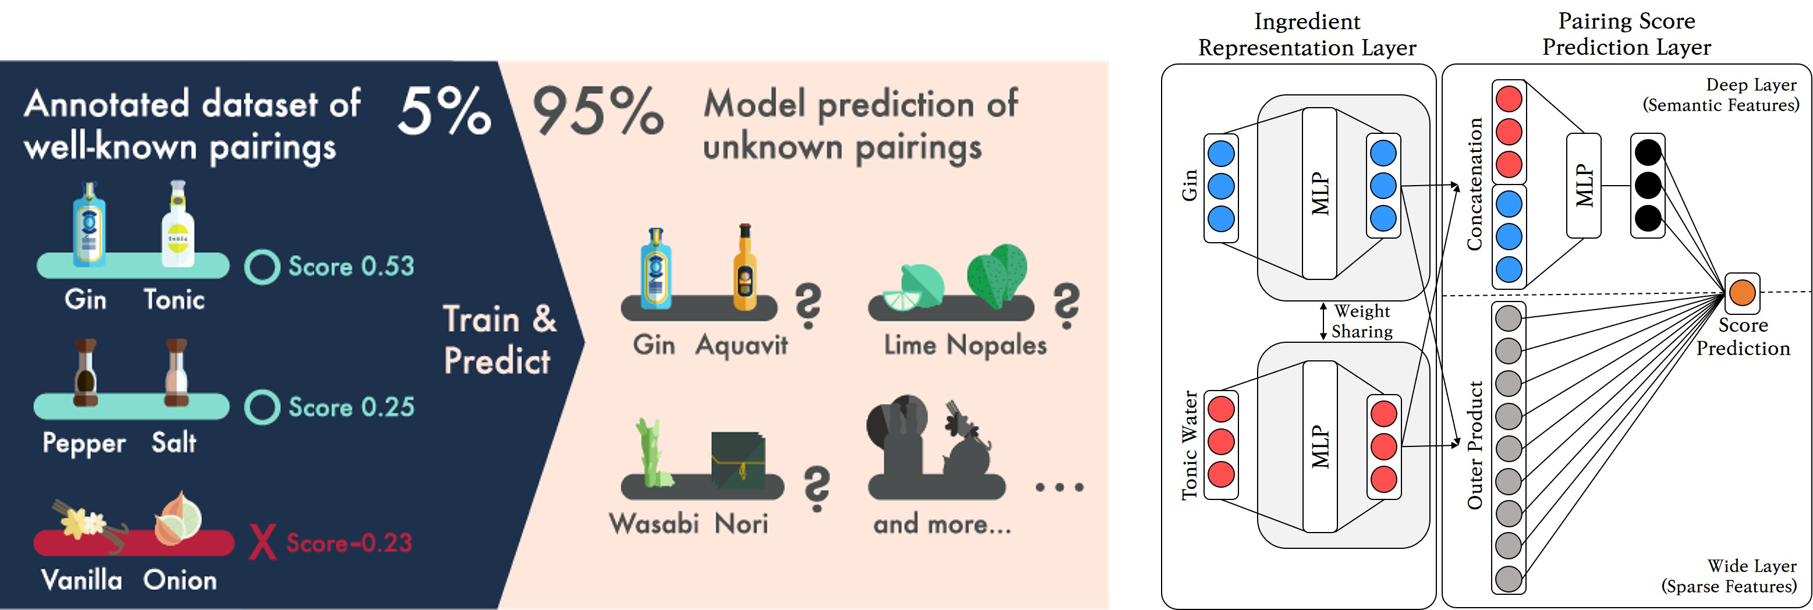 Annotated dataset of
well-known pairings
5%
Gin Tonic
Score 0.53
Pepper Salt
Score 0.25
Vanilla Onion
X Score-0.23
Train &
Predict
95%
Model prediction of
unknown pairings
Gin Aquavit
?
Lime Nopales
?
Wasabi Nori
?
and more...
...
Ingredient
Representation Layer
Gin
MLP
Weight
Sharing
Tonic Water
MLP
Pairing Score
Prediction Layer
Deep Layer
(Semantic Features)
Concatenation
MLP
Score
Prediction
Outer Product
Wide Layer
(Sparse Features)